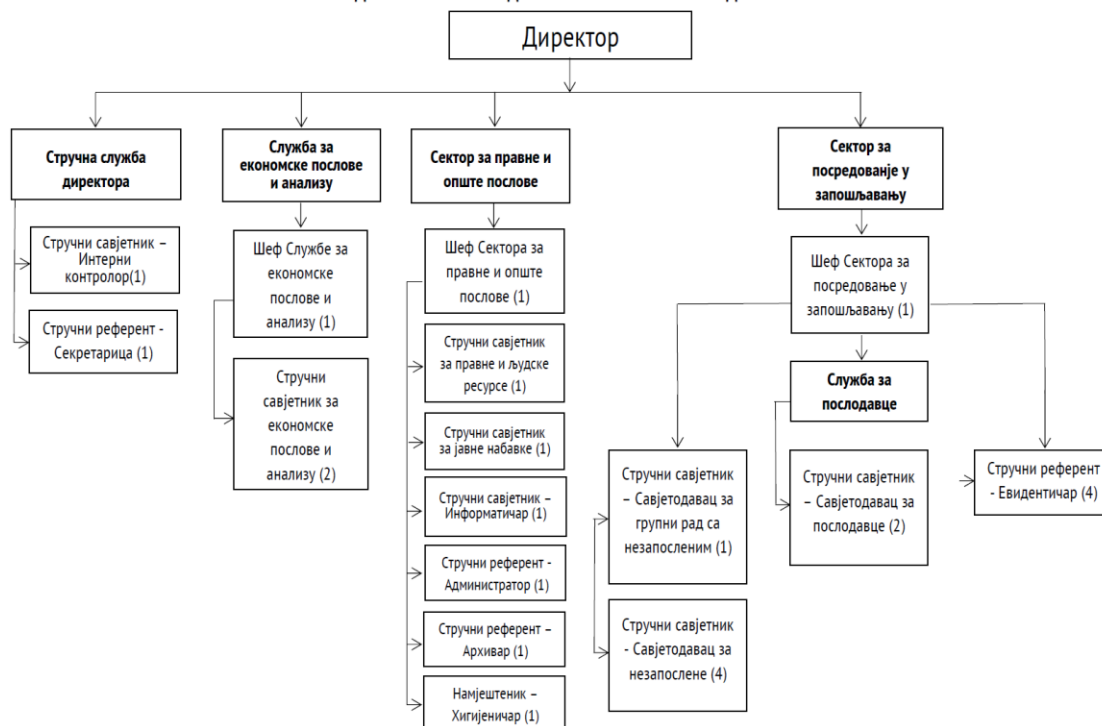 Директор
Стручна служба
директора
Стручни савјетник –
Интерни
контролор(1)
Стручни референт -
Секретарица (1)
Служба за
економске послове
и анализу
Шеф Службе за
економске
послове и
анализу (1)
Стручни
савјетник за
економске
послове и
анализу (2)
Сектор за правне и
опште послове
Шеф Сектора за
правне и опште
послове (1)
Стручни савјетник
за правне и људске
ресурсе (1)
Стручни савјетник
за јавне набавке (1)
Стручни савјетник –
Информатичар (1)
Стручни референт -
Администратор (1)
Стручни референт –
Архивар (1)
Намјештеник –
Хигијеничар (1)
Сектор за
посредовањe у
запошљавању
Шеф Сектора за
посредовање у
запошљавању (1)
Служба за
послодавце
Стручни савјетник
– Савјетодавац за
групни рад са
незапосленим (1)
Стручни савјетник
- Савјетодавац за
незапослене (4)
Стручни савјетник
– Савјетодавац за
послодавце (2)
Стручни референт
- Евидентичар (4)